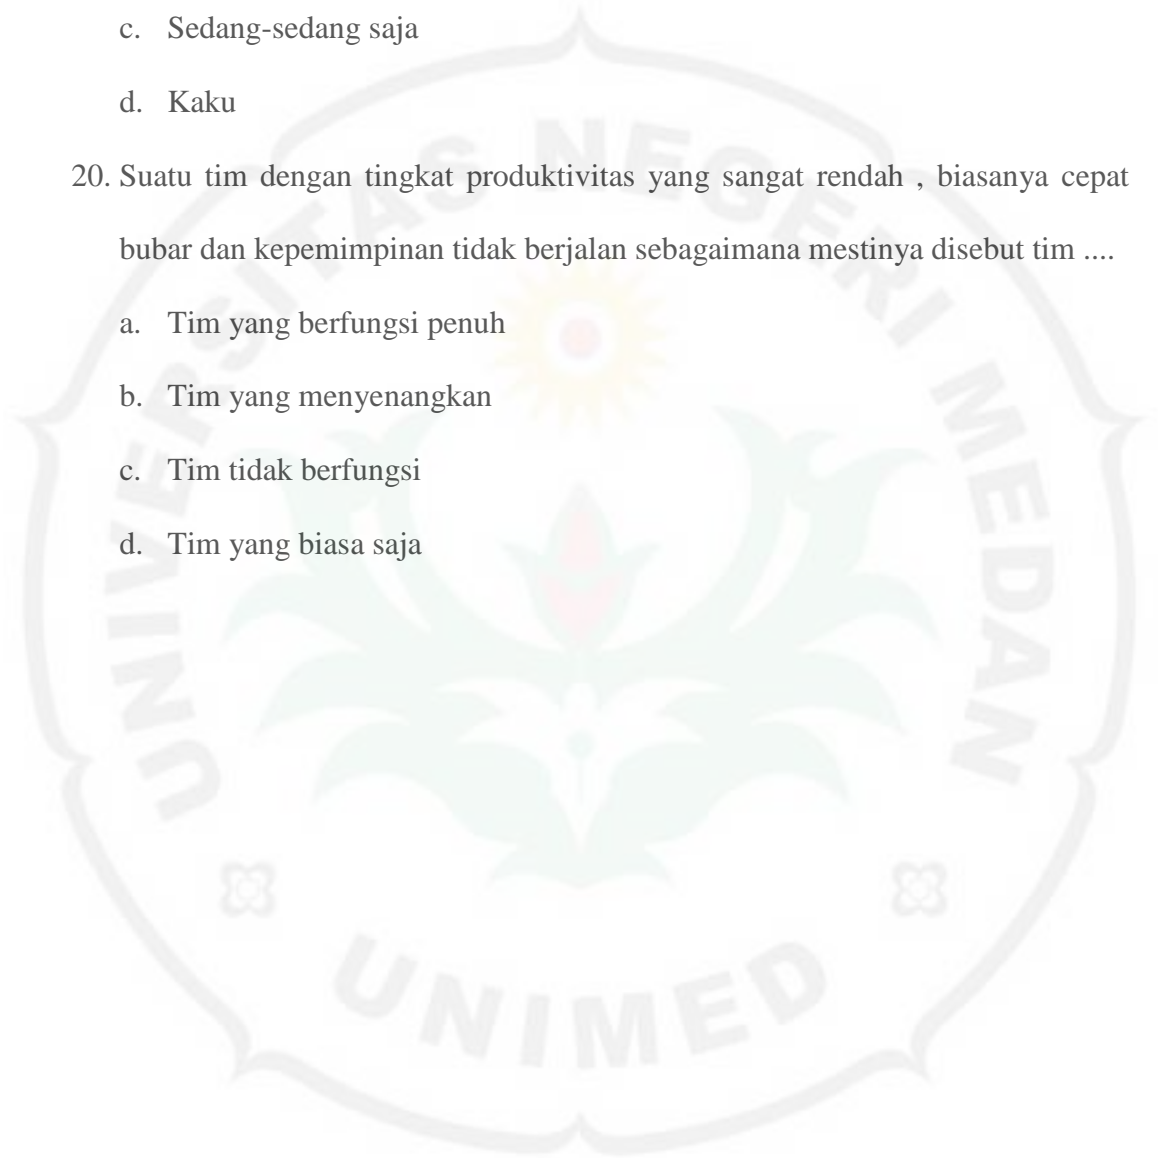 c. Sedang-sedang saja
d. Kaku
20. Suatu tim dengan tingkat produktivitas yang sangat rendah , biasanya cepat
bubar dan kepemimpinan tidak berjalan sebagaimana mestinya disebut tim ....
a. Tim yang berfungsi penuh
b. Tim yang menyenangkan
c. Tim tidak berfungsi
d. Tim yang biasa saja
UNIVERSITAS NEGERI MEDAN
UNIMED